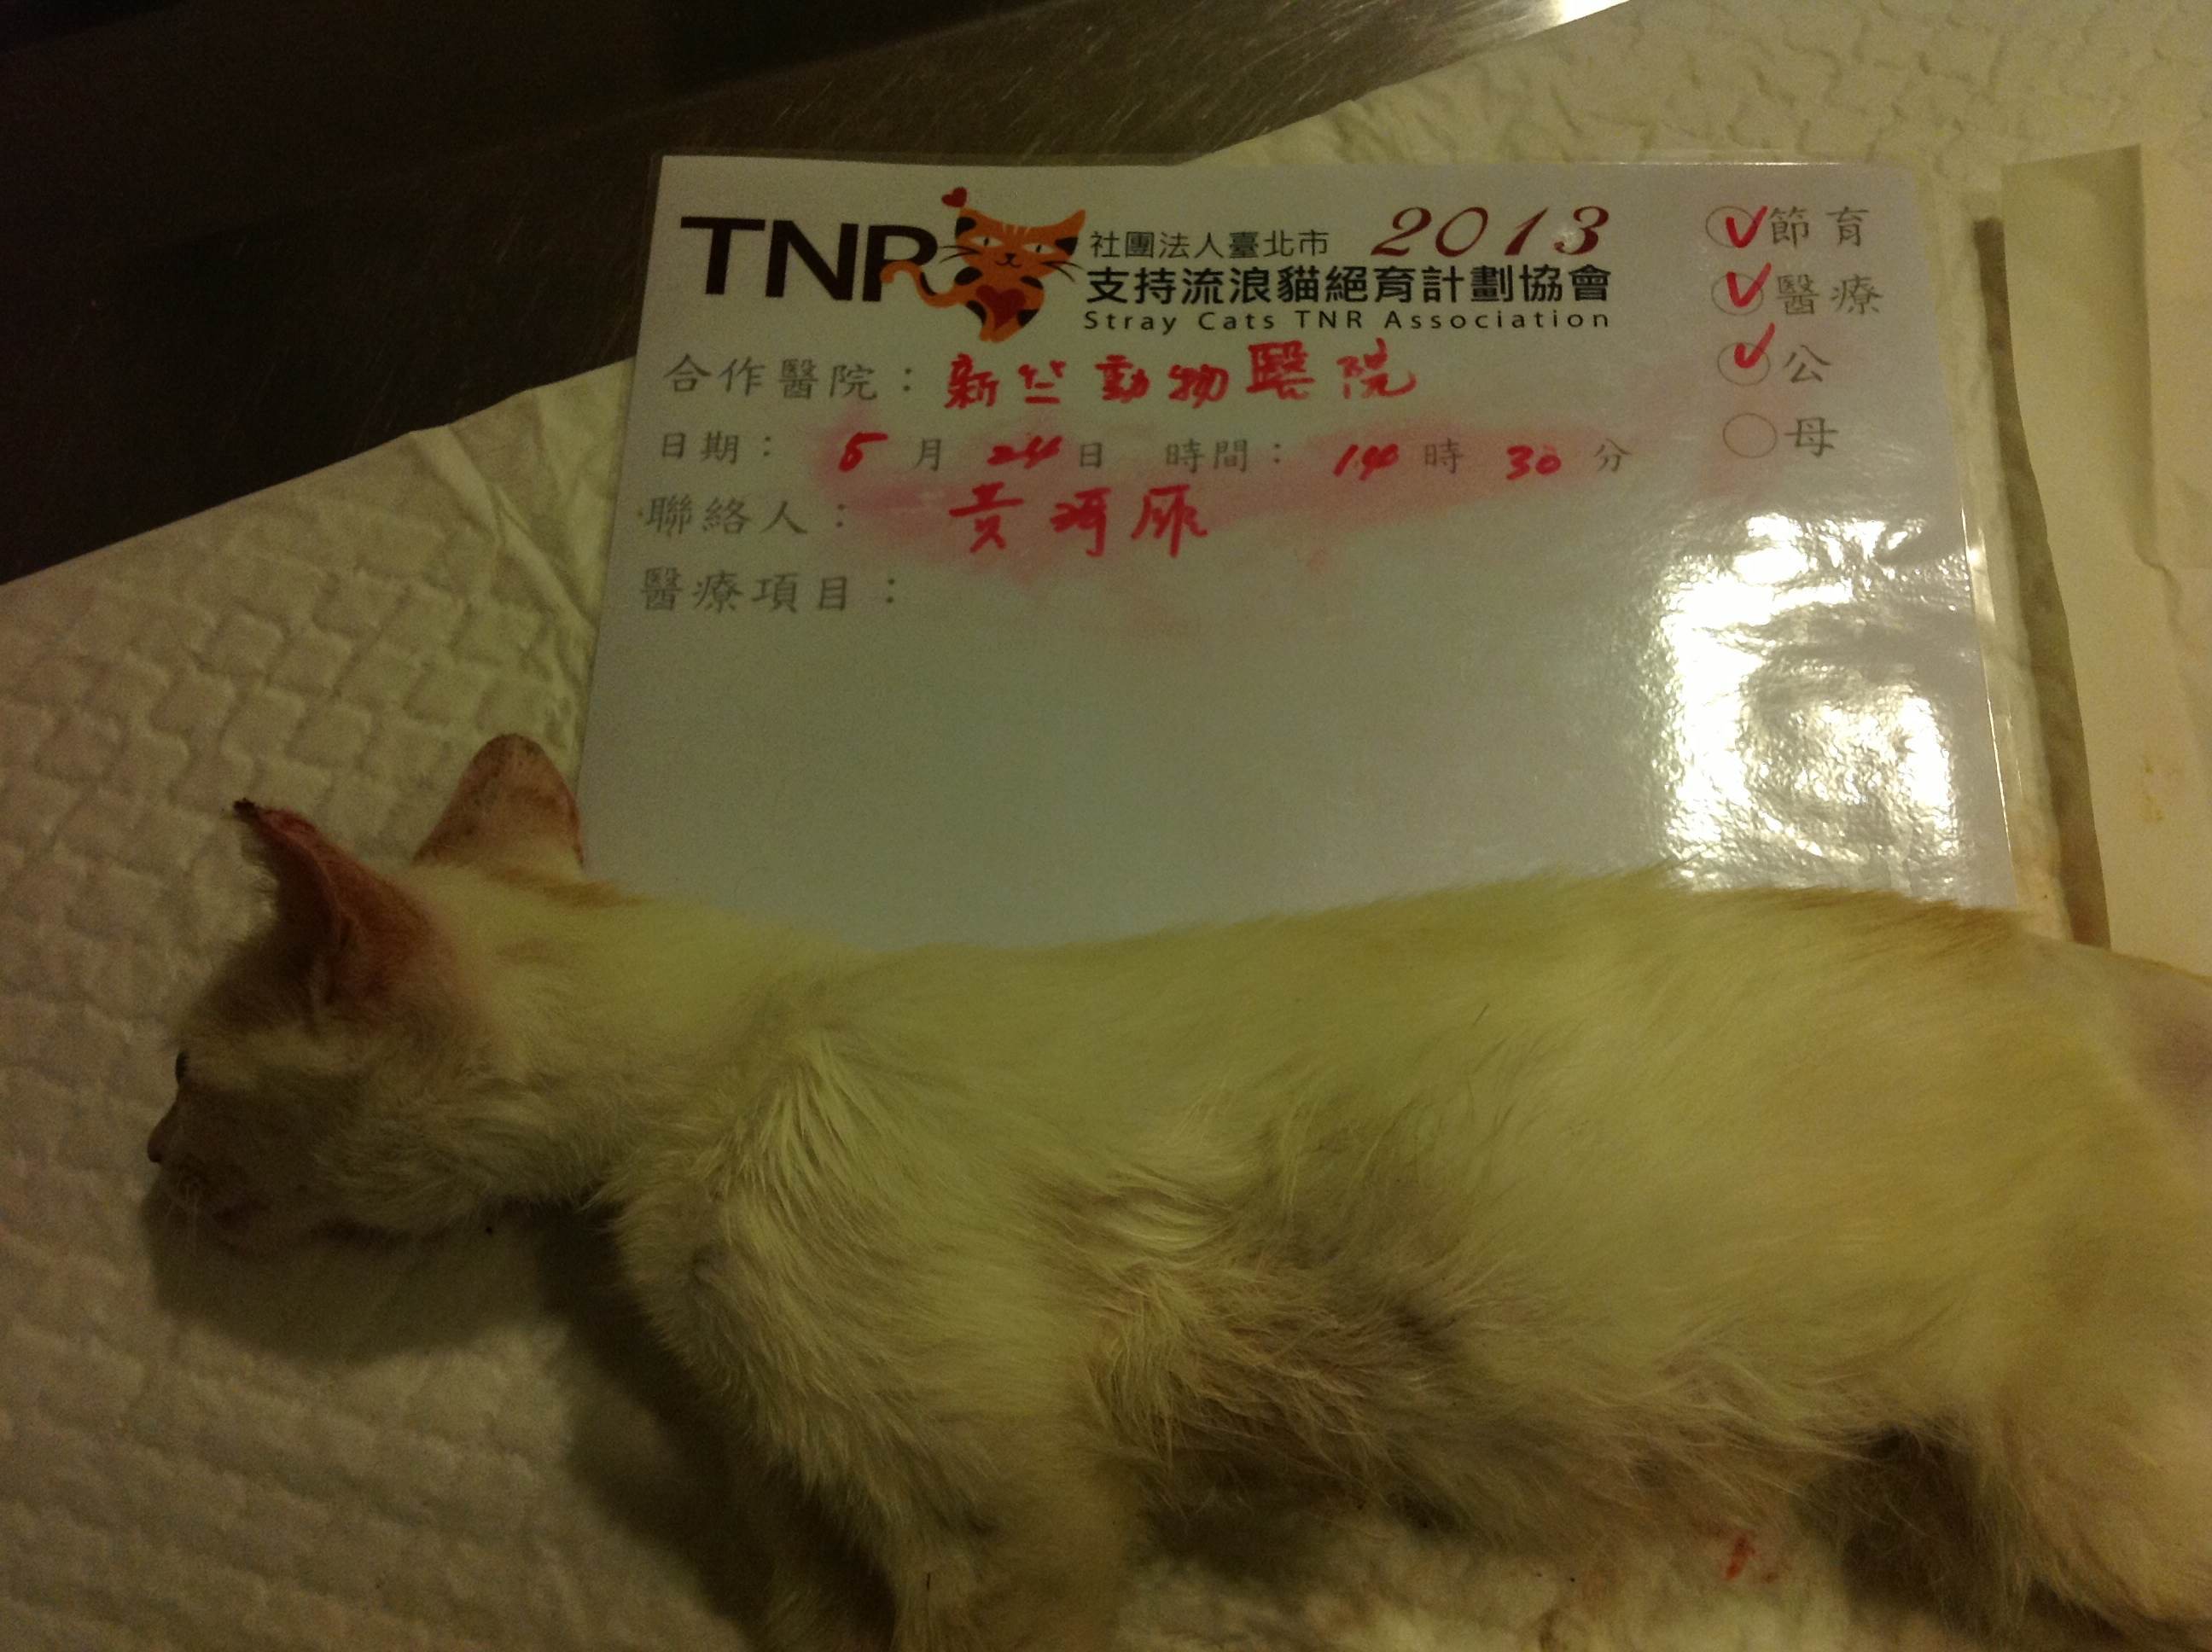 TNR 社團法人臺北市 2013
支持流浪貓絕育計劃協會
Stray Cats TNR Association
節育
醫療
公
母
合作醫院：新竺動物醫院
日期： 5 月 24 日 時間： 14 時 30 分
聯絡人： 黃
醫療項目：